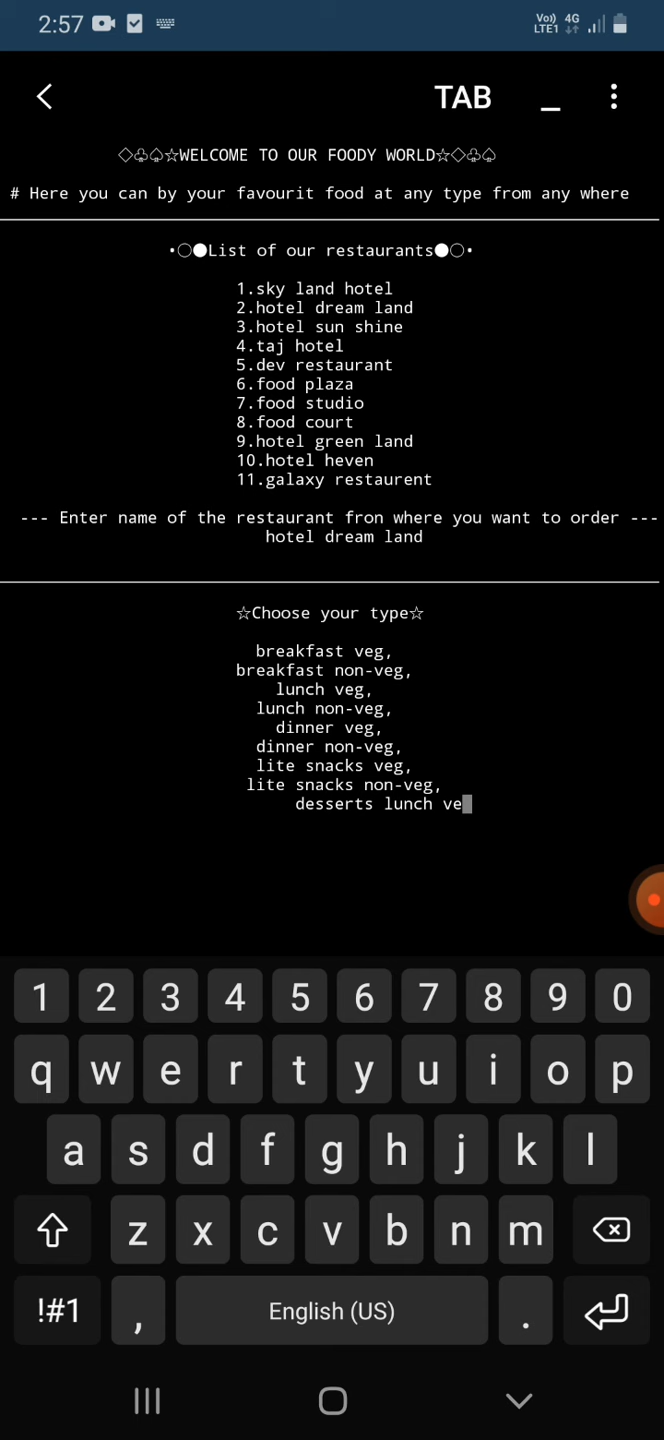 2:57
Vo)) 4G
LTE1
TAB _
◇♧♤☆WELCOME TO OUR FOODY WORLD☆◇♧♤
# Here you can by your favourit food at any type from any where
•○●List of our restaurants●○•
1.sky land hotel
2.hotel dream land
3.hotel sun shine
4.taj hotel
5.dev restaurant
6.food plaza
7.food studio
8.food court
9.hotel green land
10.hotel heven
11.galaxy restaurent
--- Enter name of the restaurant fron where you want to order ---
hotel dream land
☆Choose your type☆
breakfast veg,
breakfast non-veg,
lunch veg,
lunch non-veg,
dinner veg,
dinner non-veg,
lite snacks veg,
lite snacks non-veg,
desserts lunch ve
1 2 3 4 5 6 7 8 9 0
q w e r t y u i o p
a s d f g h j k l
z x c v b n m
!#1 , English (US) .